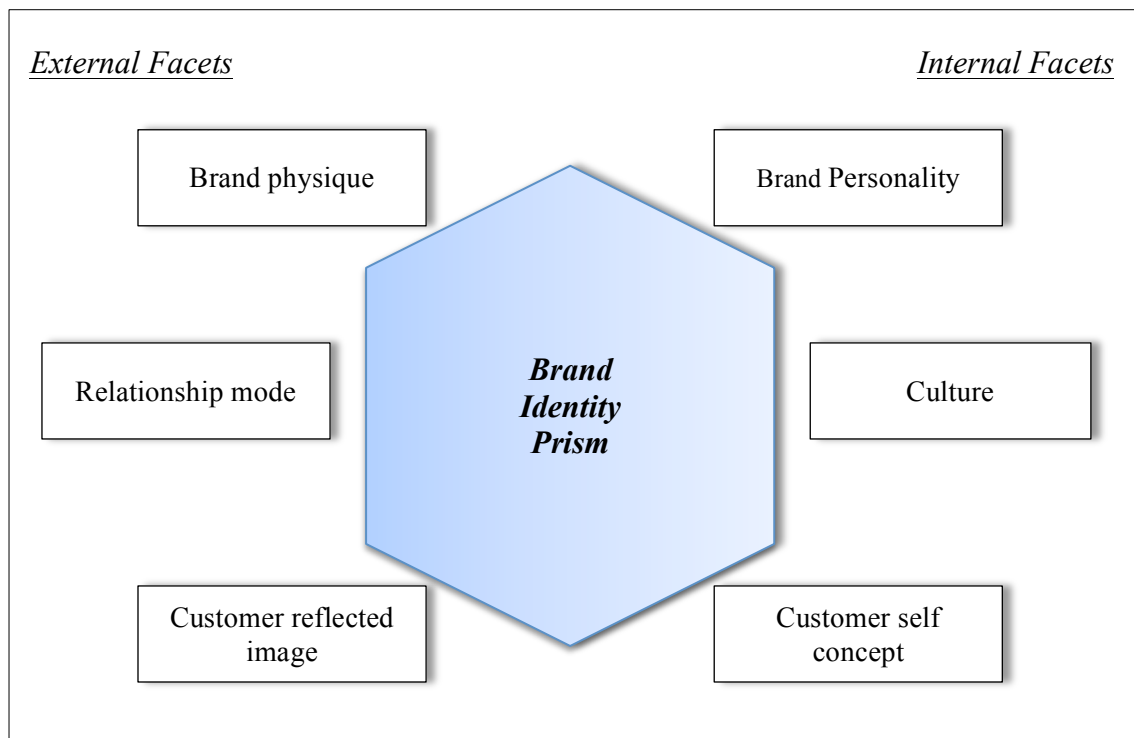 External Facets
Internal Facets
Brand physique
Brand Personality
Relationship mode
Brand
Identity
Prism
Culture
Customer reflected
image
Customer self
concept